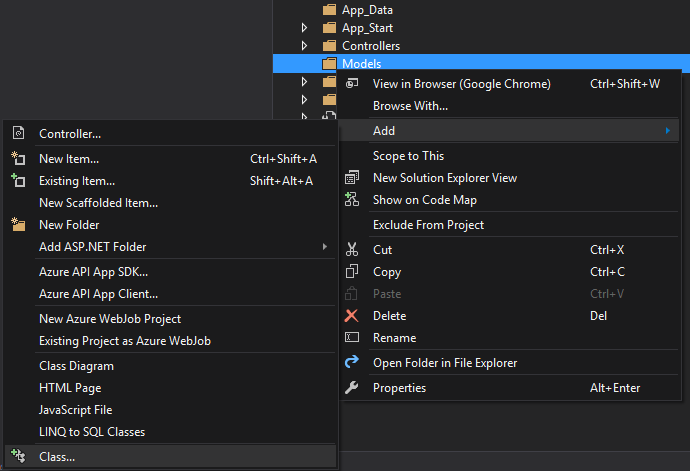 App_Data
App_Start
Controllers
Models
View in Browser (Google Chrome) Ctrl+Shift+W
Browse With...
Add
Scope to This
New Solution Explorer View
Show on Code Map
Exclude From Project
Cut Ctrl+X
Copy Ctrl+C
Paste Ctrl+V
Delete Del
Rename
Open Folder in File Explorer
Properties Alt+Enter
Controller...
New Item... Ctrl+Shift+A
Existing Item... Shift+Alt+A
New Scaffolded Item...
New Folder
Add ASP.NET Folder
Azure API App SDK...
Azure API App Client...
New Azure WebJob Project
Existing Project as Azure WebJob
Class Diagram
HTML Page
JavaScript File
LINQ to SQL Classes
Class...